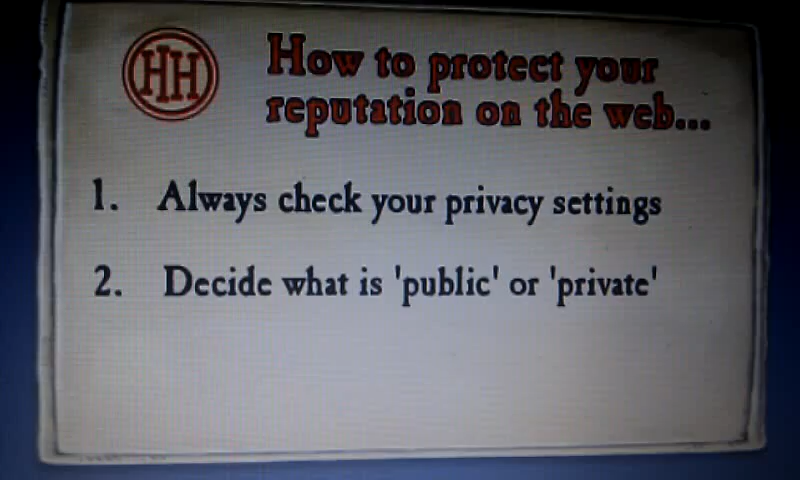 HH
How to protect your
reputation on the web...
1. Always check your privacy settings
2. Decide what is 'public' or 'private'